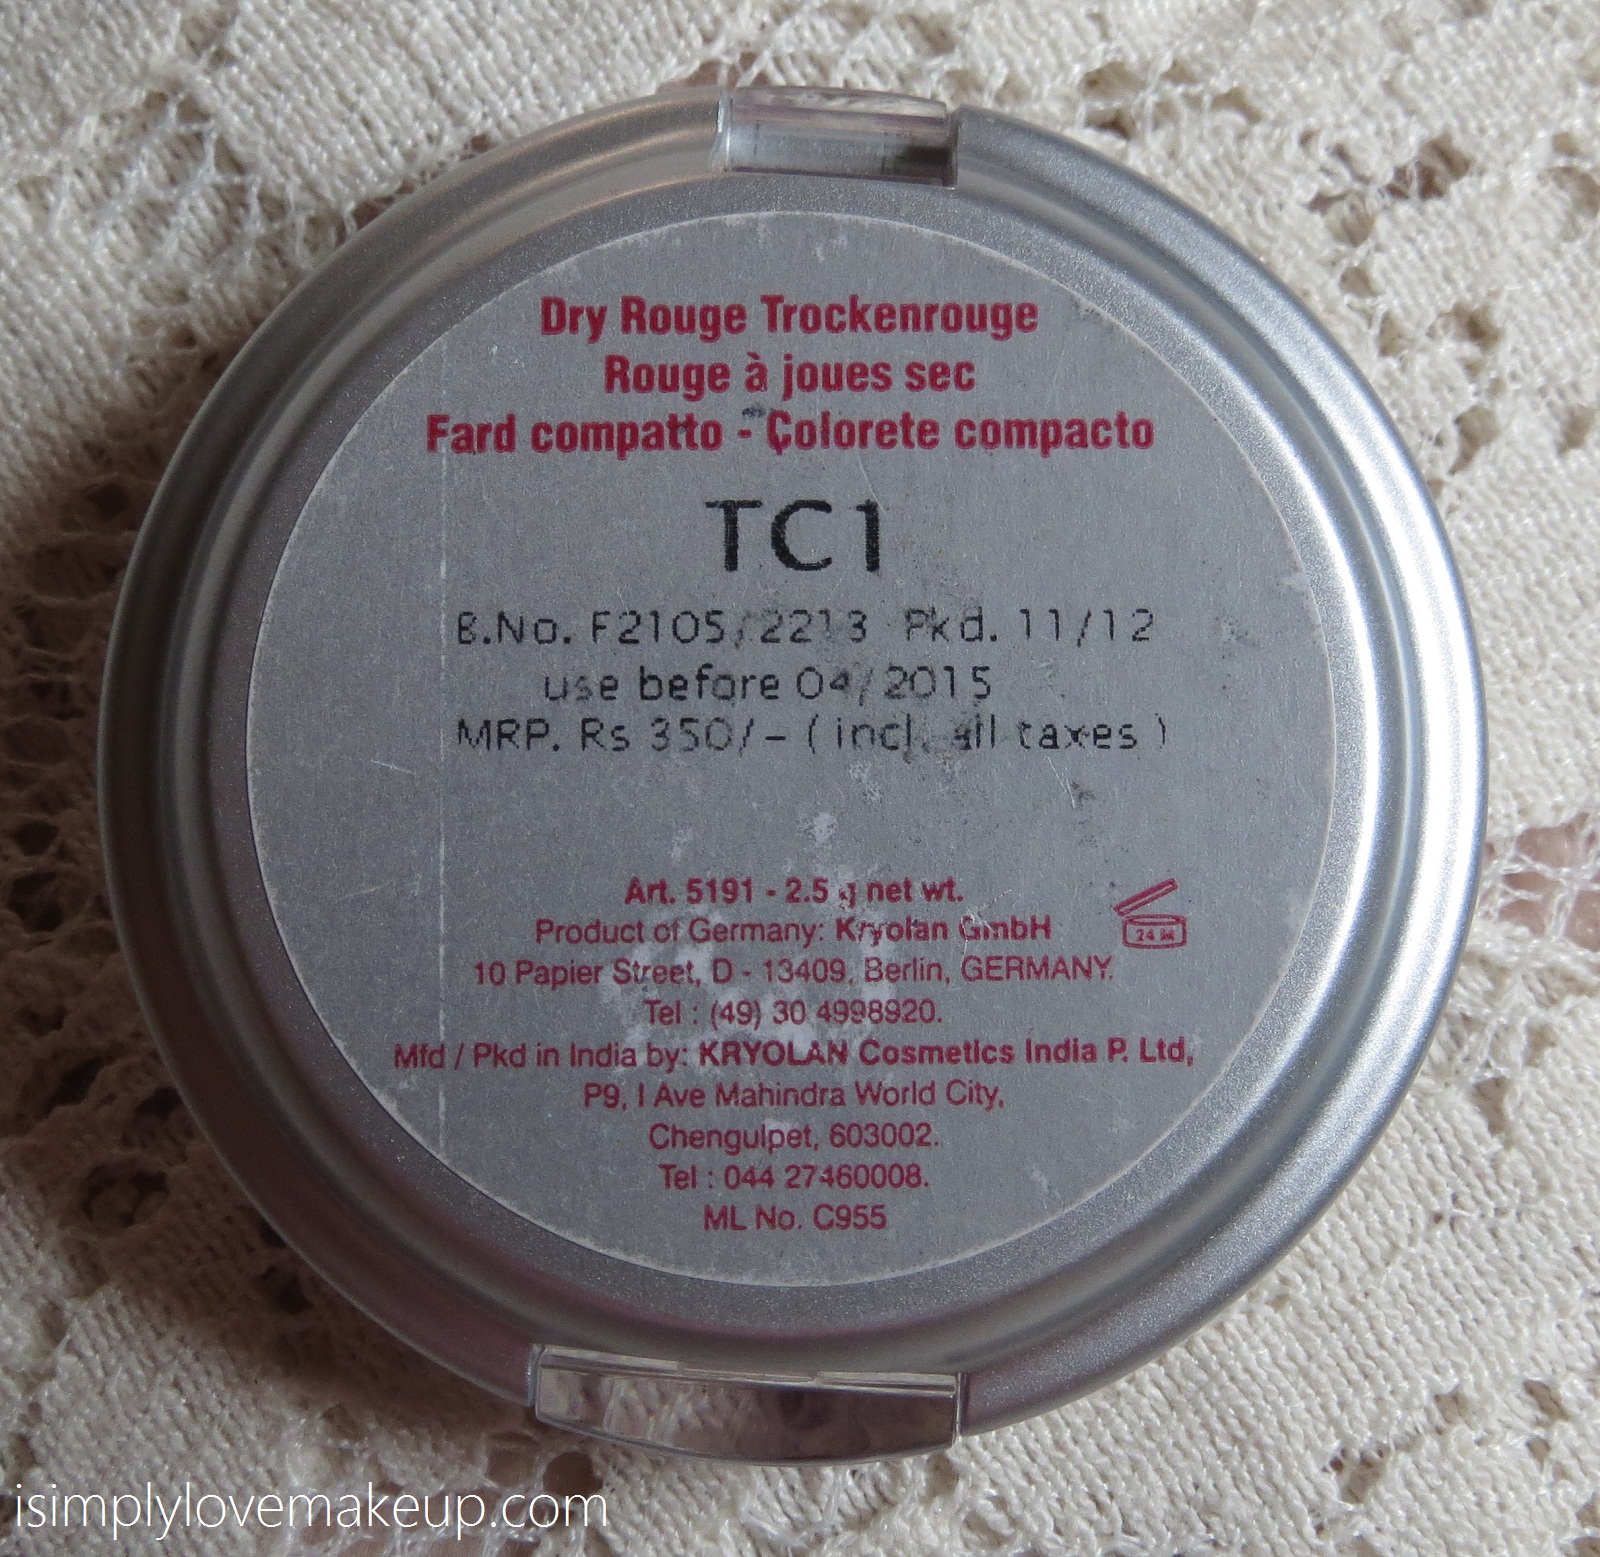 Dry Rouge Trockenrouge
Rouge à joues sec
Fard compatto - Colorete compacto
TC1
B.No. F2105/2213 Pkd. 11/12
use before 04/2015
MRP. Rs 350/- ( incl. all taxes )
Art. 5191 - 2.5 g net wt.
Product of Germany: Kryolan GmbH
24 M
10 Papier Street, D - 13409, Berlin, GERMANY.
Tel : (49) 30 4998920.
Mfd / Pkd in India by: KRYOLAN Cosmetics India P. Ltd,
P9, I Ave Mahindra World City,
Chengulpet, 603002.
Tel : 044 27460008.
ML No. C955
isimplylovemakeup.com